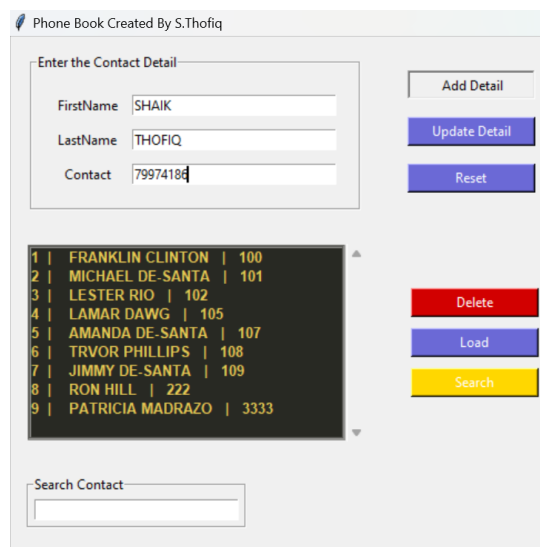 Phone Book Created By S.Thofiq
Enter the Contact Detail
FirstName SHAIK
LastName THOFIQ
Contact 79974186
Add Detail
Update Detail
Reset
1 | FRANKLIN CLINTON | 100
2 | MICHAEL DE-SANTA | 101
3 | LESTER RIO | 102
4 | LAMAR DAWG | 105
5 | AMANDA DE-SANTA | 107
6 | TRVOR PHILLIPS | 108
7 | JIMMY DE-SANTA | 109
8 | RON HILL | 222
9 | PATRICIA MADRAZO | 3333
Delete
Load
Search
Search Contact